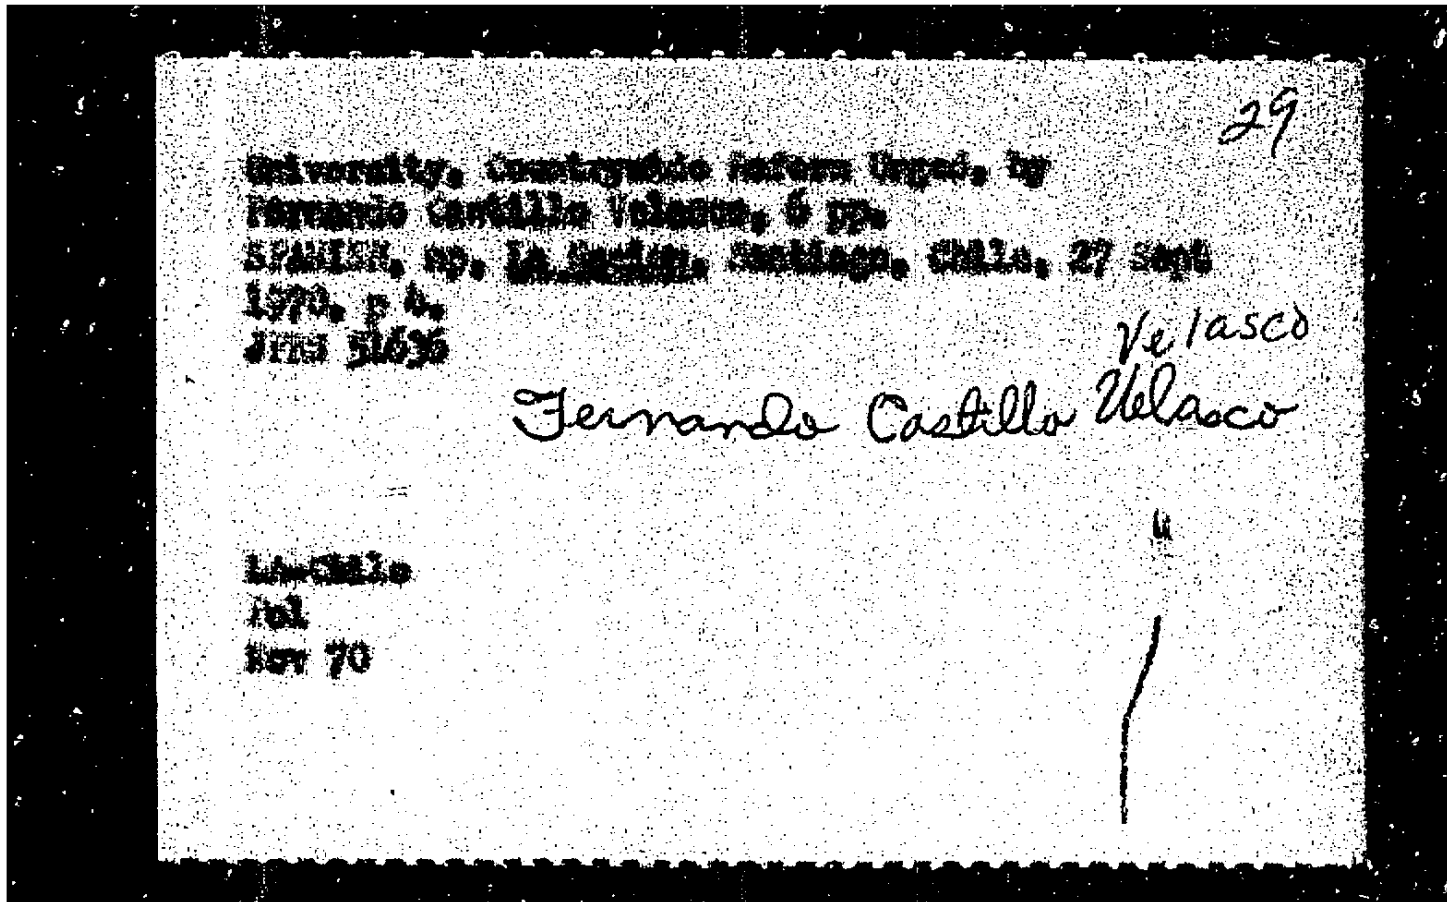 29
University, Countrywide Reform Urged, by
Fernando Castillo Velasco, 6 pp.
SPANISH, np, La Nacion, Santiago, Chile, 27 Sept
1970, p 4.
JPRS 51636
Velasco
Fernando Castillo Velasco
LA-Chile
Pol
Nov 70